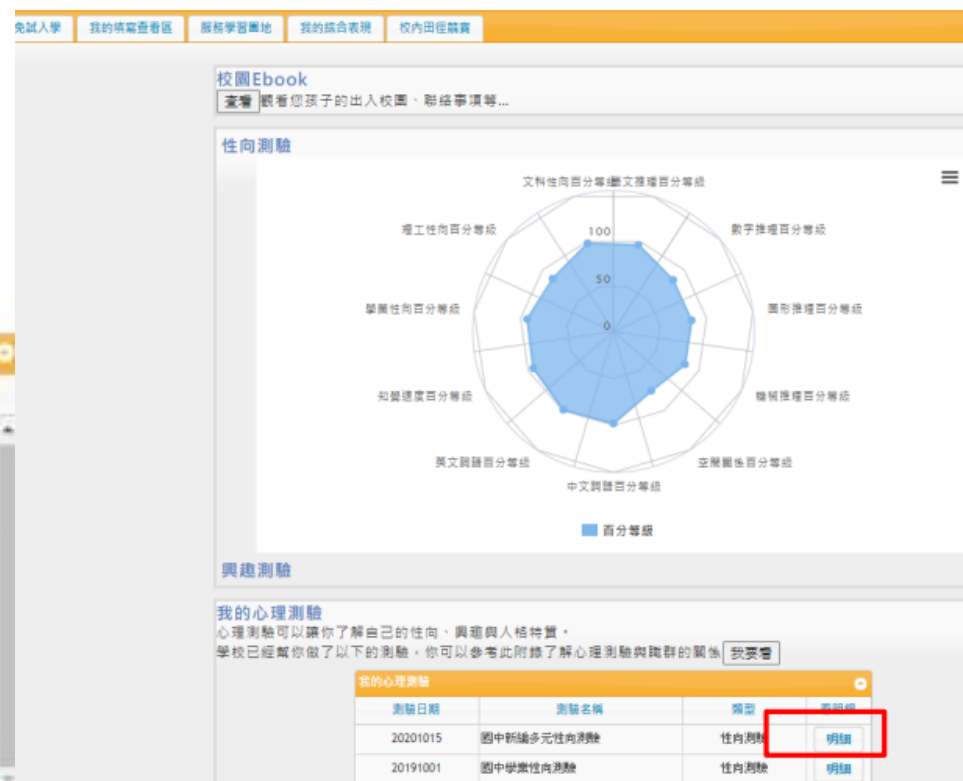 免試入學 我的填寫查看區 服務學習園地 我的綜合表現 校內田徑競賽
校園Ebook
查看 觀看您孩子的出入校園、聯絡事項等...
性向測驗
文科性向百分等級 語文推理百分等級
理工性向百分等級 100 數字推理百分等級
50
學業性向百分等級 圖形推理百分等級
0
知覺速度百分等級 機械推理百分等級
英文詞語百分等級 空間關係百分等級
中文詞語百分等級
百分等級
興趣測驗
我的心理測驗
心理測驗可以讓你了解自己的性向、興趣與人格特質。
學校已經幫你做了以下的測驗，你可以參考此附錄了解心理測驗與職群的關係 我要看
我的心理測驗
測驗日期 測驗名稱 類型 看明細
20201015 國中新編多元性向測驗 性向測驗 明細
20191001 國中學業性向測驗 性向測驗 明細